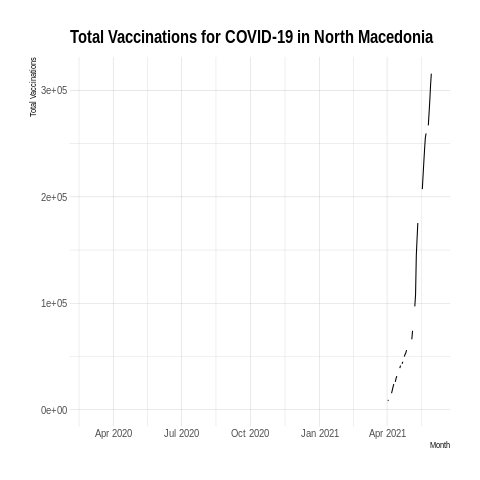 Total Vaccinations for COVID-19 in North Macedonia
Total Vaccinations
3e+05
2e+05
1e+05
0e+00
Apr 2020 Jul 2020 Oct 2020 Jan 2021 Apr 2021
Month